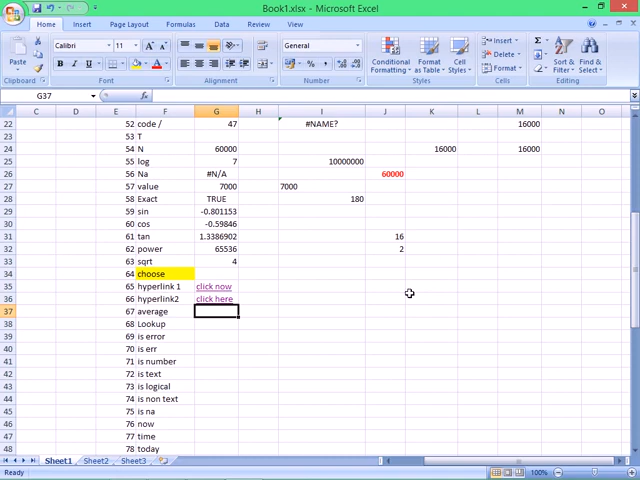 Book1.xlsx - Microsoft Excel
Home Insert Page Layout Formulas Data Review View
Paste Calibri 11 A A General Conditional Formatting Format as Table Cell Styles Insert Delete Format Σ Sort & Filter Find & Select
B I U A $ % ,
Clipboard Font Alignment Number Styles Cells Editing
G37 fx
C D E F G H I J K L M N O
22 52 code / 47 #NAME? 16000
23 53 T
24 54 N 60000 16000 16000
25 55 log 7 10000000
26 56 Na #N/A 60000
27 57 value 7000 7000
28 58 Exact TRUE 180
29 59 sin -0.801153
30 60 cos -0.59846
31 61 tan 1.3386902 16
32 62 power 65536 2
33 63 sqrt 4
34 64 choose
35 65 hyperlink 1 click now
36 66 hyperlink2 click here
37 67 average
38 68 Lookup
39 69 is error
40 70 is err
41 71 is number
42 72 is text
43 73 is logical
44 74 is non text
45 75 is na
46 76 now
47 77 time
48 78 today
Sheet1 Sheet2 Sheet3
Ready 100%